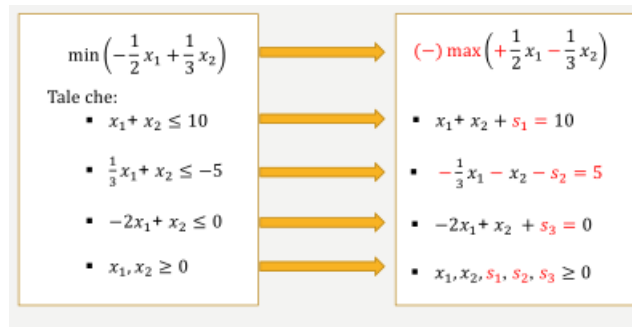 min(−1/2 x₁ + 1/3 x₂)
Tale che:
▪ x₁+ x₂ ≤ 10
▪ 1/3 x₁+ x₂ ≤ −5
▪ −2x₁+ x₂ ≤ 0
▪ x₁, x₂ ≥ 0
(−) max(+1/2 x₁ − 1/3 x₂)
▪ x₁+ x₂ + s₁ = 10
▪ −1/3 x₁ − x₂ − s₂ = 5
▪ −2x₁+ x₂ + s₃ = 0
▪ x₁, x₂, s₁, s₂, s₃ ≥ 0